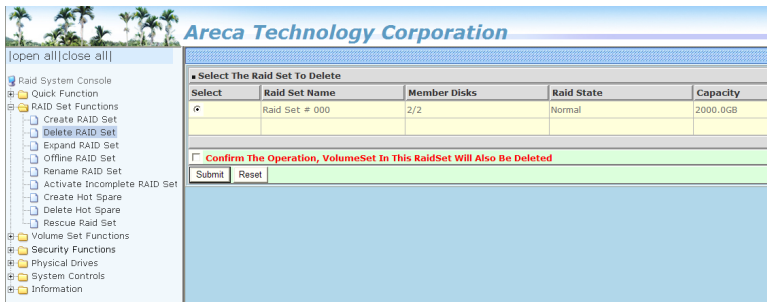 Areca Technology Corporation
|open all|close all|
Raid System Console
Quick Function
RAID Set Functions
Create RAID Set
Delete RAID Set
Expand RAID Set
Offline RAID Set
Rename RAID Set
Activate Incomplete RAID Set
Create Hot Spare
Delete Hot Spare
Rescue Raid Set
Volume Set Functions
Security Functions
Physical Drives
System Controls
Information
Select The Raid Set To Delete
Select Raid Set Name Member Disks Raid State Capacity
Raid Set # 000 2/2 Normal 2000.0GB
Confirm The Operation, VolumeSet In This RaidSet Will Also Be Deleted
Submit Reset